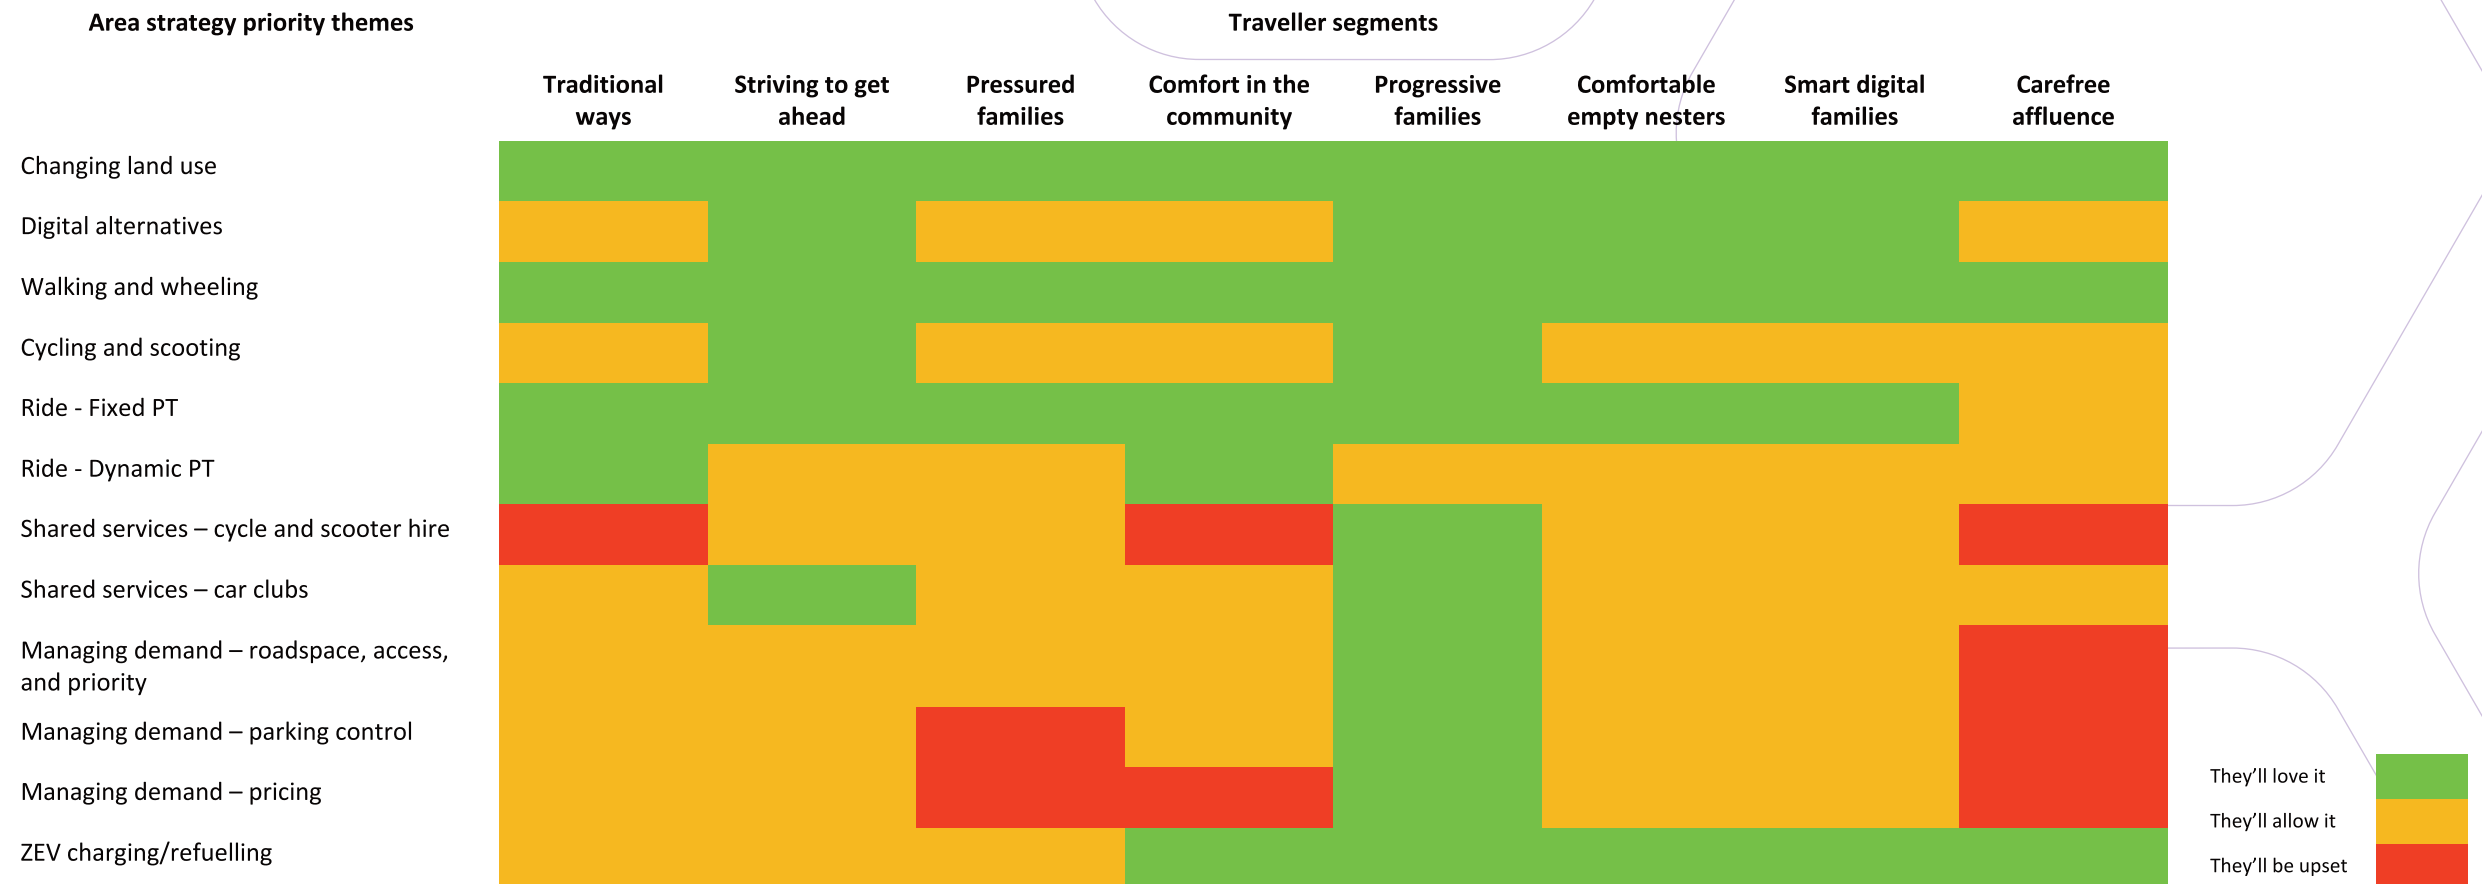 Area strategy priority themes
Traveller segments
Traditional ways
Striving to get ahead
Pressured families
Comfort in the community
Progressive families
Comfortable empty nesters
Smart digital families
Carefree affluence
Changing land use
Digital alternatives
Walking and wheeling
Cycling and scooting
Ride - Fixed PT
Ride - Dynamic PT
Shared services – cycle and scooter hire
Shared services – car clubs
Managing demand – roadspace, access,
and priority
Managing demand – parking control
Managing demand – pricing
ZEV charging/refuelling
They’ll love it
They’ll allow it
They’ll be upset